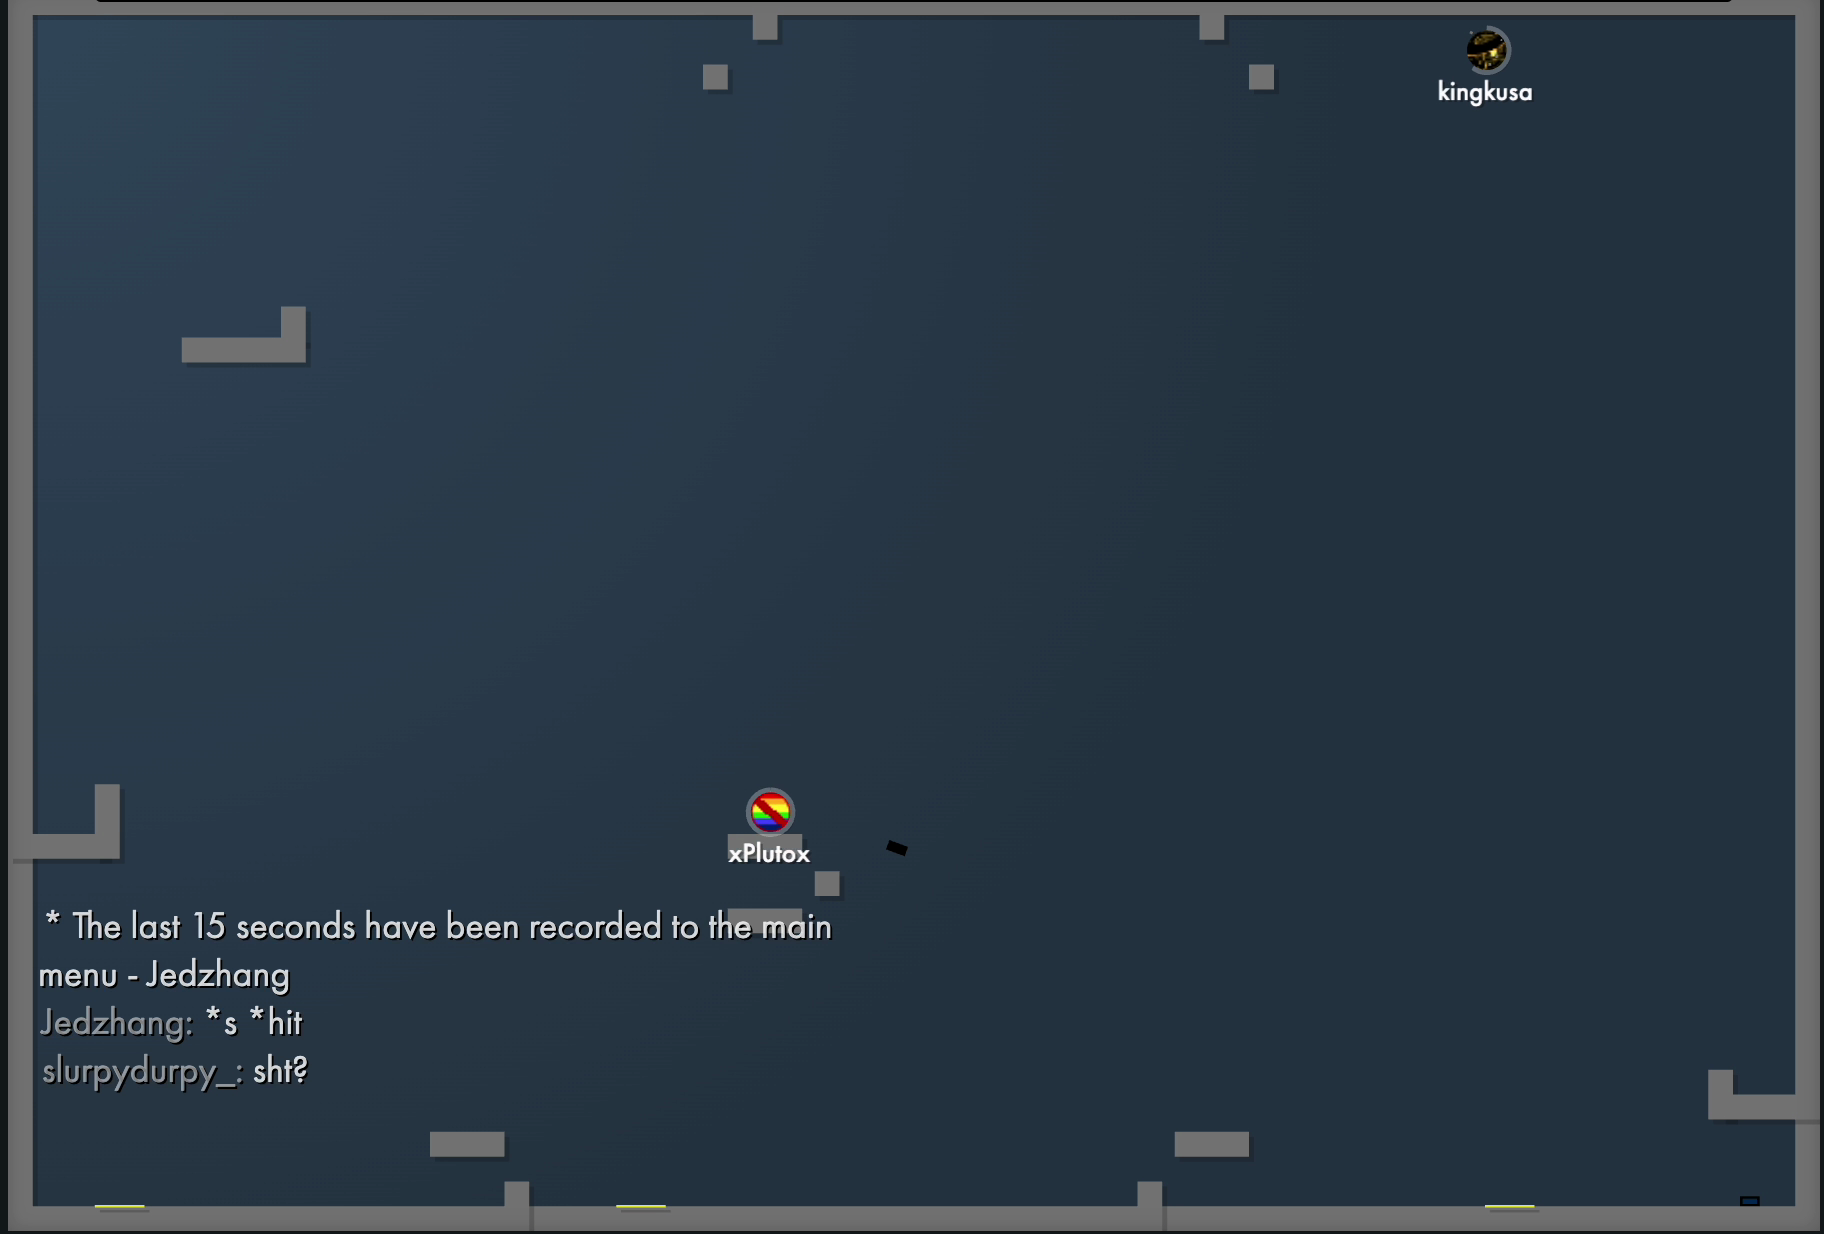 kingkusa
xPlutox
* The last 15 seconds have been recorded to the main
menu - Jedzhang
Jedzhang: *s *hit
slurpydurpy_: sht?